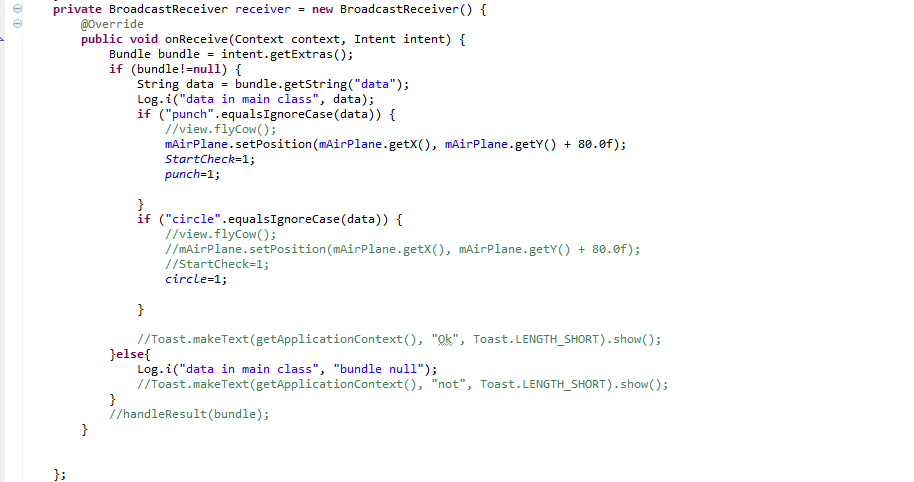 private BroadcastReceiver receiver = new BroadcastReceiver() {
@Override
public void onReceive(Context context, Intent intent) {
Bundle bundle = intent.getExtras();
if (bundle!=null) {
String data = bundle.getString("data");
Log.i("data in main class", data);
if ("punch".equalsIgnoreCase(data)) {
//view.flyCow();
mAirPlane.setPosition(mAirPlane.getX(), mAirPlane.getY() + 80.0f);
StartCheck=1;
punch=1;
}
if ("circle".equalsIgnoreCase(data)) {
//view.flyCow();
//mAirPlane.setPosition(mAirPlane.getX(), mAirPlane.getY() + 80.0f);
//StartCheck=1;
circle=1;
}
//Toast.makeText(getApplicationContext(), "Ok", Toast.LENGTH_SHORT).show();
}else{
Log.i("data in main class", "bundle null");
//Toast.makeText(getApplicationContext(), "not", Toast.LENGTH_SHORT).show();
}
//handleResult(bundle);
}
};